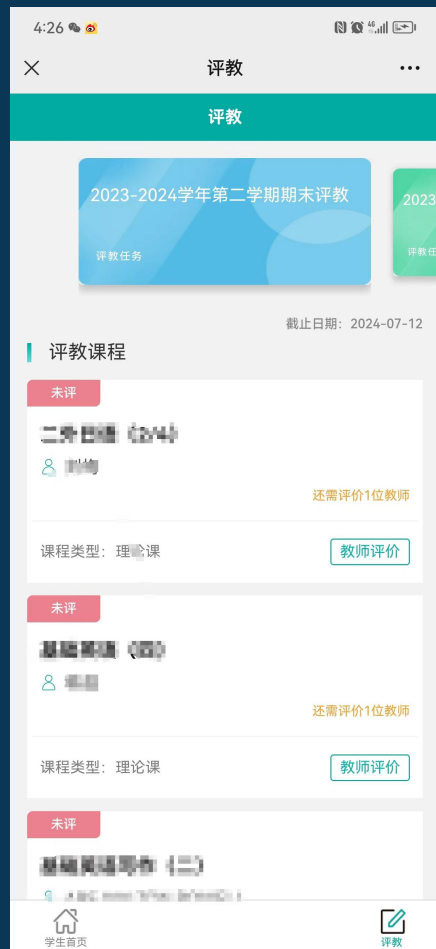 4:26
评教
评教
2023-2024学年第二学期期末评教
评教任务
2023
评教任
截止日期：2024-07-12
评教课程
未评
还需评价1位教师
课程类型：理论课
教师评价
未评
还需评价1位教师
课程类型：理论课
教师评价
未评
学生首页
评教